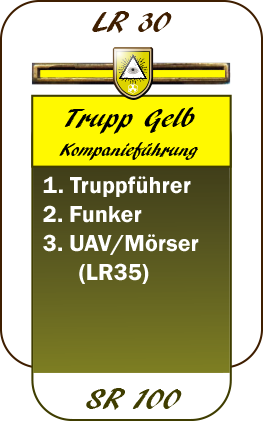 LR 30
Trupp Gelb
Kompanieführung
1. Truppführer
2. Funker
3. UAV/Mörser
(LR35)
SR 100